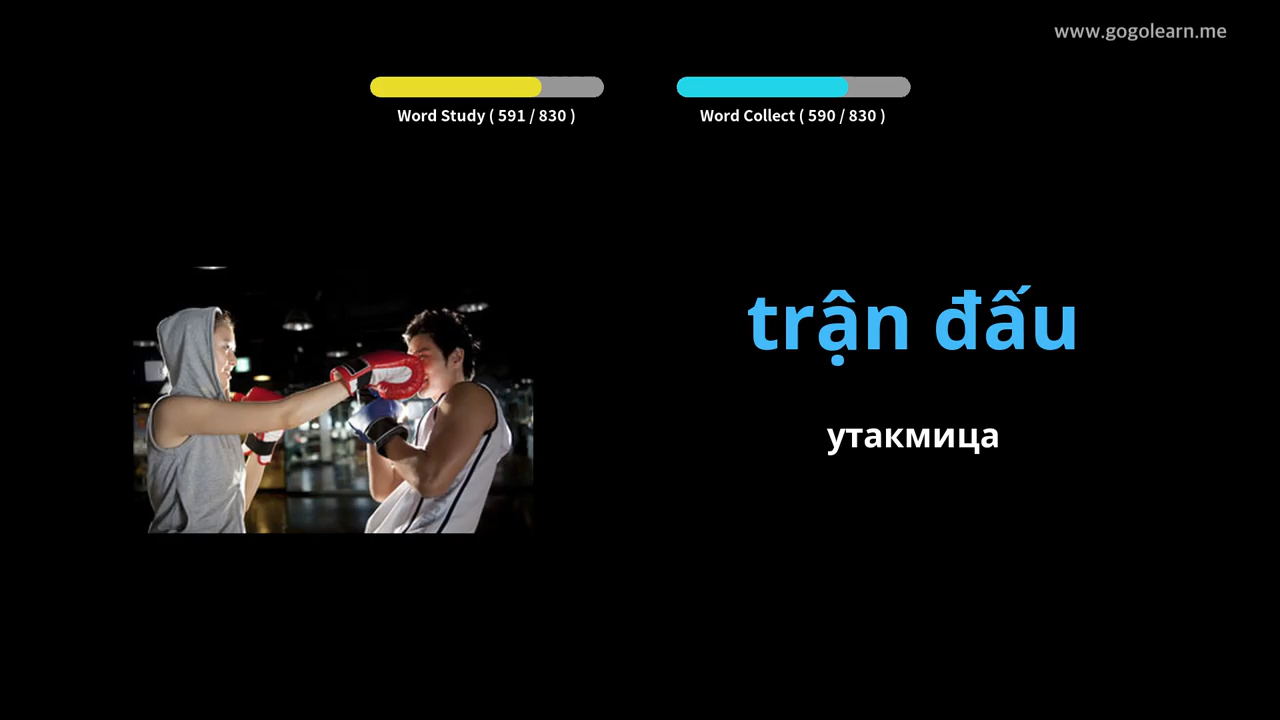 www.gogolearn.me
Word Study ( 591 / 830 )
Word Collect ( 590 / 830 )
trận đấu
утакмица